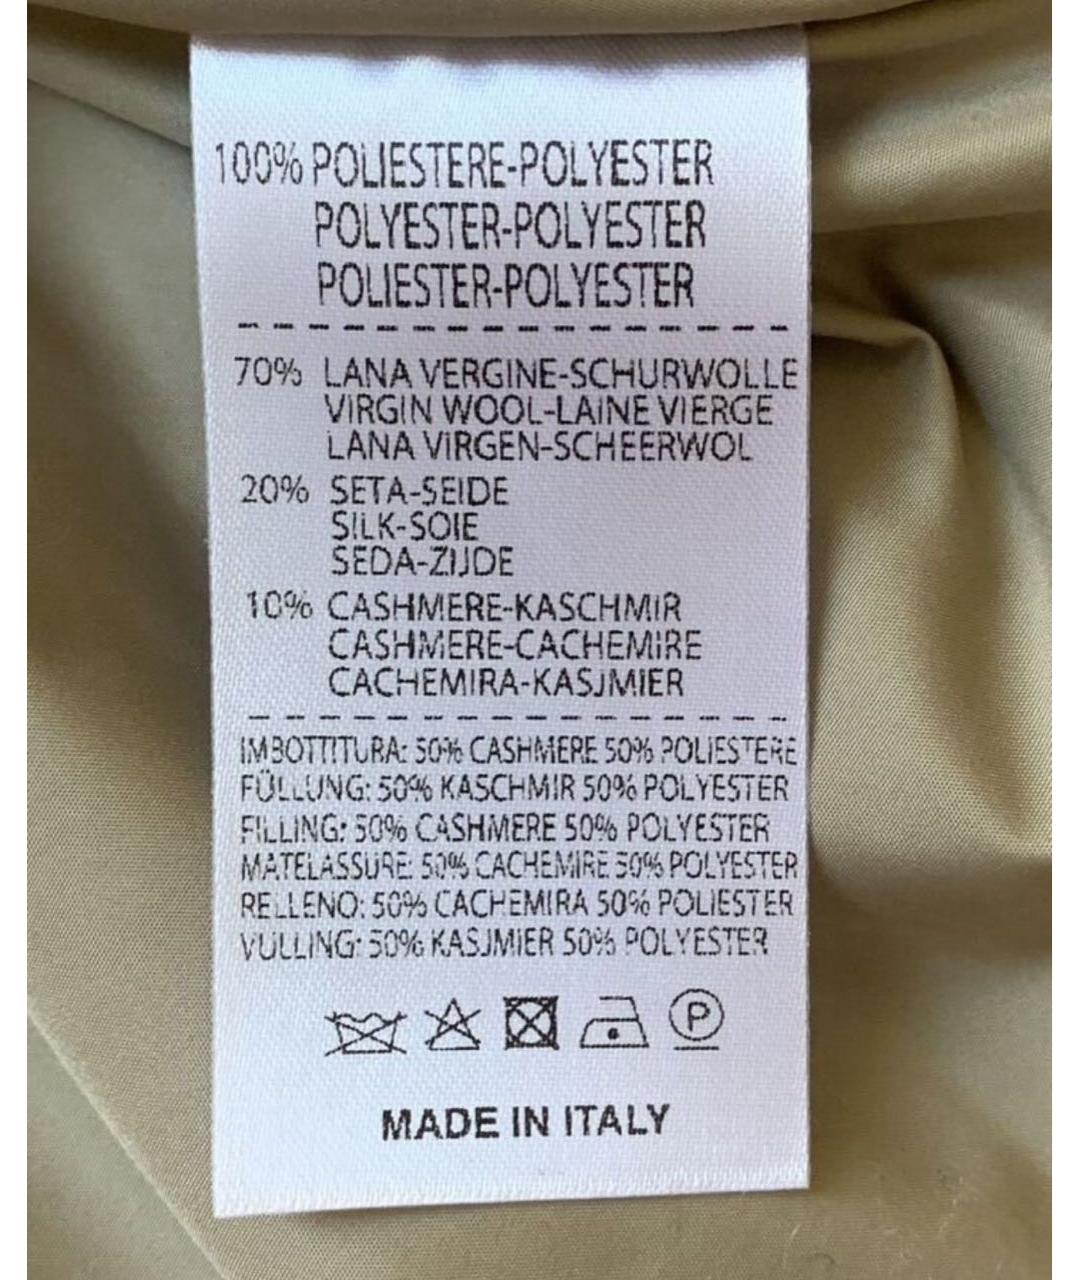 100% POLIESTERE-POLYESTER
POLYESTER-POLYESTER
POLIESTER-POLYESTER
70% LANA VERGINE-SCHURWOLLE
VIRGIN WOOL-LAINE VIERGE
LANA VIRGEN-SCHEERWOL
20% SETA-SEIDE
SILK-SOIE
SEDA-ZIJDE
10% CASHMERE-KASCHMIR
CASHMERE-CACHEMIRE
CACHEMIRA-KASJMIER
IMBOTTITURA: 50% CASHMERE 50% POLIESTERE
FÜLLUNG: 50% KASCHMIR 50% POLYESTER
FILLING: 50% CASHMERE 50% POLYESTER
MATELASSURE: 50% CACHEMIRE 50% POLYESTER
RELLENO: 50% CACHEMIRA 50% POLIESTER
VULLING: 50% KASJMIER 50% POLYESTER
P
MADE IN ITALY